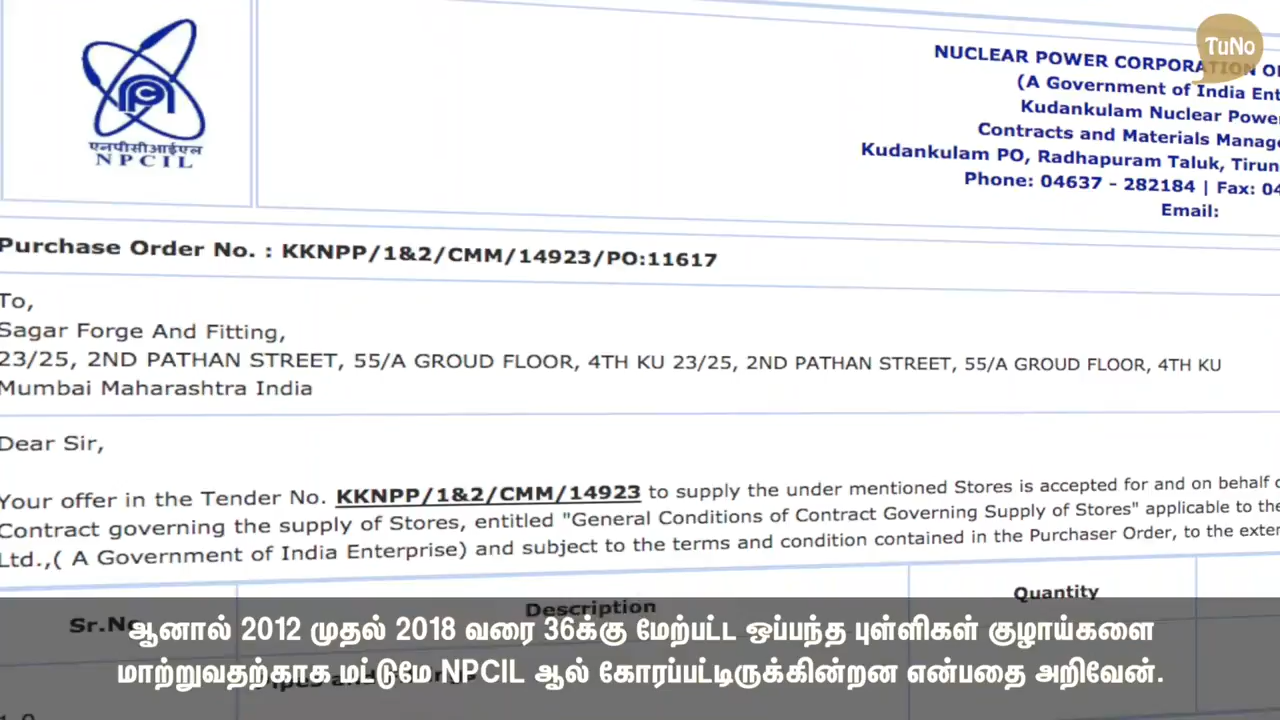 TuNo
NUCLEAR POWER CORPORATION
(A Government of India
Kudankulam Nuclear
Contracts and Materials
Kudankulam PO, Radhapuram Taluk,
Phone: 04637 - 282184 | Fax:
Email:
एनपीसीआईएल
NPCIL
Purchase Order No. : KKNPP/1&2/CMM/14923/PO:11617
To,
Sagar Forge And Fitting,
23/25, 2ND PATHAN STREET, 55/A GROUD FLOOR, 4TH KU 23/25, 2ND PATHAN STREET, 55/A GROUD FLOOR, 4TH KU
Mumbai Maharashtra India
Dear Sir,
Your offer in the Tender No. KKNPP/1&2/CMM/14923 to supply the under mentioned Stores is accepted for and on behalf
Contract governing the supply of Stores, entitled "General Conditions of Contract Governing Supply of Stores" applicable to the
Ltd.,( A Government of India Enterprise) and subject to the terms and condition contained in the Purchaser Order, to the
Sr.No Description Quantity
ஆனால் 2012 முதல் 2018 வரை 36க்கு மேற்பட்ட ஒப்பந்த புள்ளிகள் குழாய்களை
மாற்றுவதற்காக மட்டுமே NPCIL ஆல் கோரப்பட்டிருக்கின்றன என்பதை அறிவேன்.